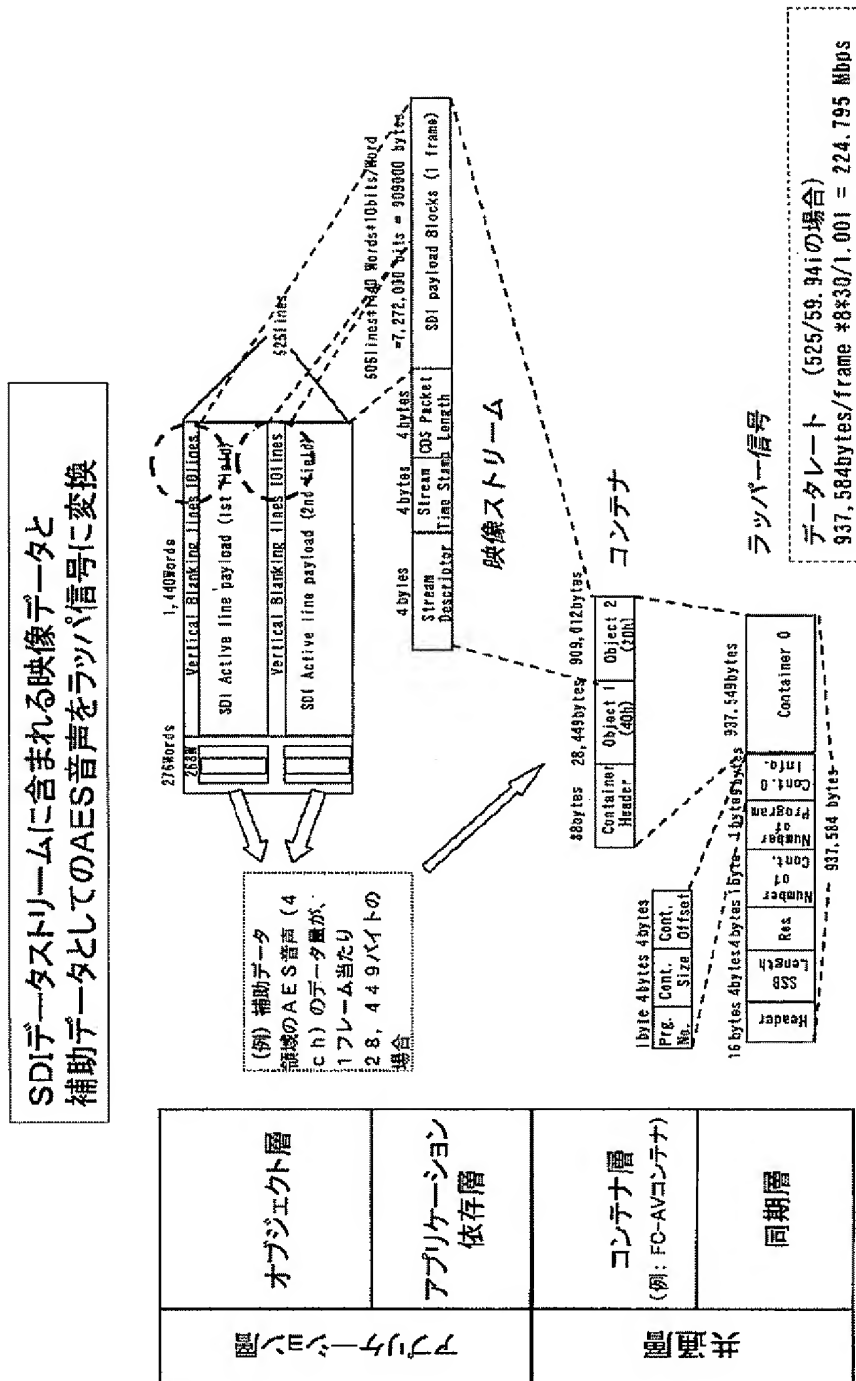 SDIデータストリームに含まれる映像データと
補助データとしてのAES音声をラッパ信号に変換
アプリケーション層
共通層
オブジェクト層
アプリケーション
依存層
コンテナ層
(例: FC-AVコンテナ)
同期層
276Words
268W
1,440Words
Vertical Blanking lines 10lines
SDI Active line payload (1st field)
Vertical Blanking lines 10lines
SDI Active line payload (2nd field)
525lines
(例) 補助データ
領域のAES音声 (4
ch) のデータ量が、
1フレーム当たり
28, 449バイトの
場合
505lines*1440 Words*10bits/Word
=7,272,000 bits = 909000 bytes
4bytes
4bytes
4bytes
Stream
Descriptor
Stream
Time Stamp
CDS Packet
Length
SDI payload Blocks (1 frame)
映像ストリーム
88bytes
28,449bytes
909,012bytes
Container
Header
Object 1
(40h)
Object 2
(20h)
コンテナ
1byte 4bytes 4bytes
Prg.
No.
Cont.
Size
Cont.
Offset
16bytes 4bytes 4bytes 1byte 1byte 9bytes
937,549bytes
Header
SSB
Length
Res
Number
of
Cont.
Number
of
Program
Cont.0
Info.
Container 0
937,584 bytes
ラッパー信号
データレート (525/59.94iの場合)
937,584bytes/frame *8*30/1.001 = 224.795 Mbps